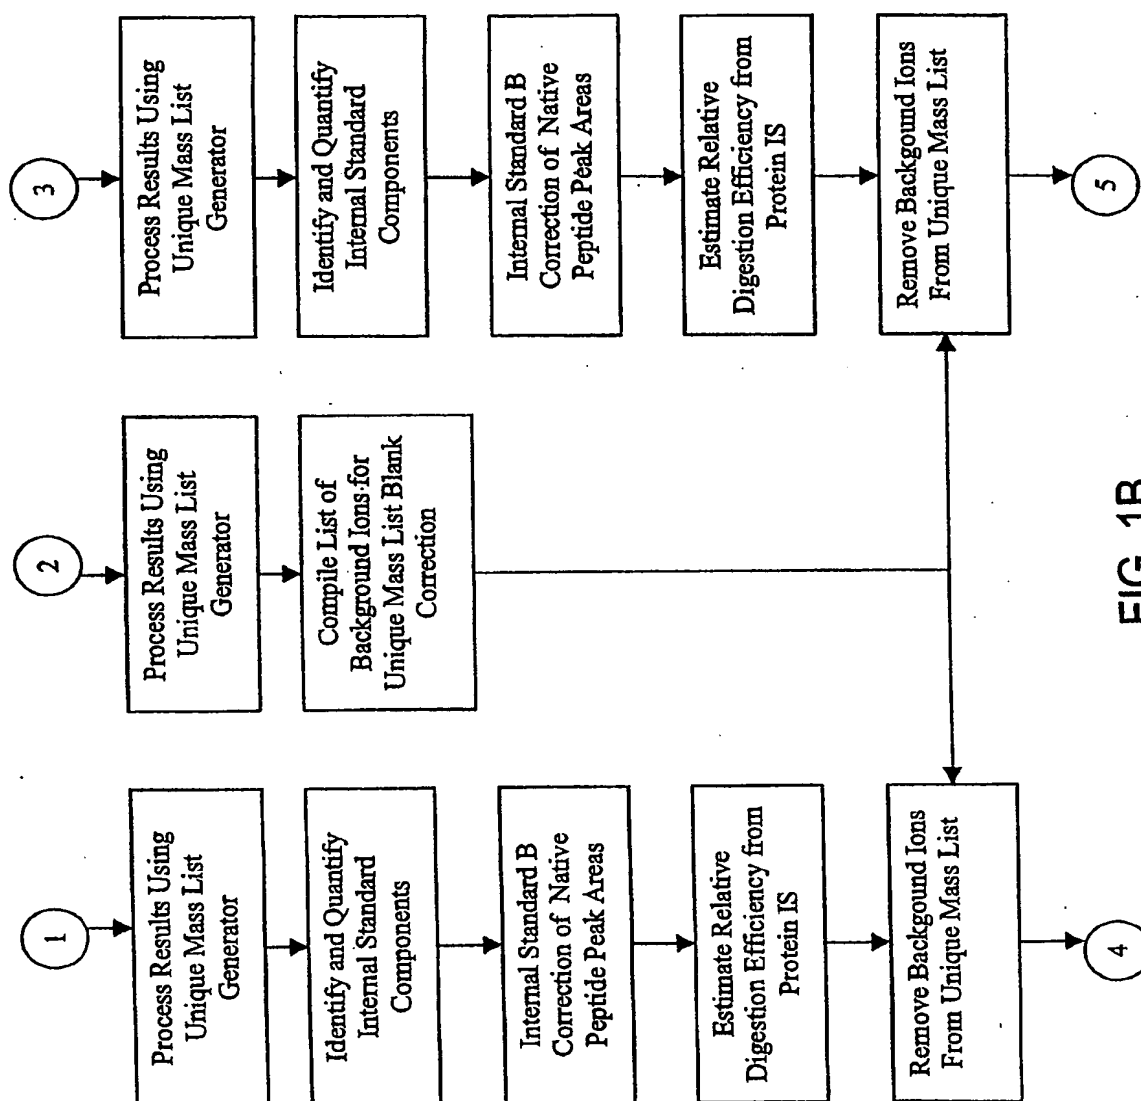 1
Process Results Using
Unique Mass List
Generator
Identify and Quantify
Internal Standard
Components
Internal Standard B
Correction of Native
Peptide Peak Areas
Estimate Relative
Digestion Efficiency from
Protein IS
Remove Backgound Ions
From Unique Mass List
4
2
Process Results Using
Unique Mass List
Generator
Compile List of
Background Ions for
Unique Mass List Blank
Correction
3
Process Results Using
Unique Mass List
Generator
Identify and Quantify
Internal Standard
Components
Internal Standard B
Correction of Native
Peptide Peak Areas
Estimate Relative
Digestion Efficiency from
Protein IS
Remove Backgound Ions
From Unique Mass List
5
FIG. 1B